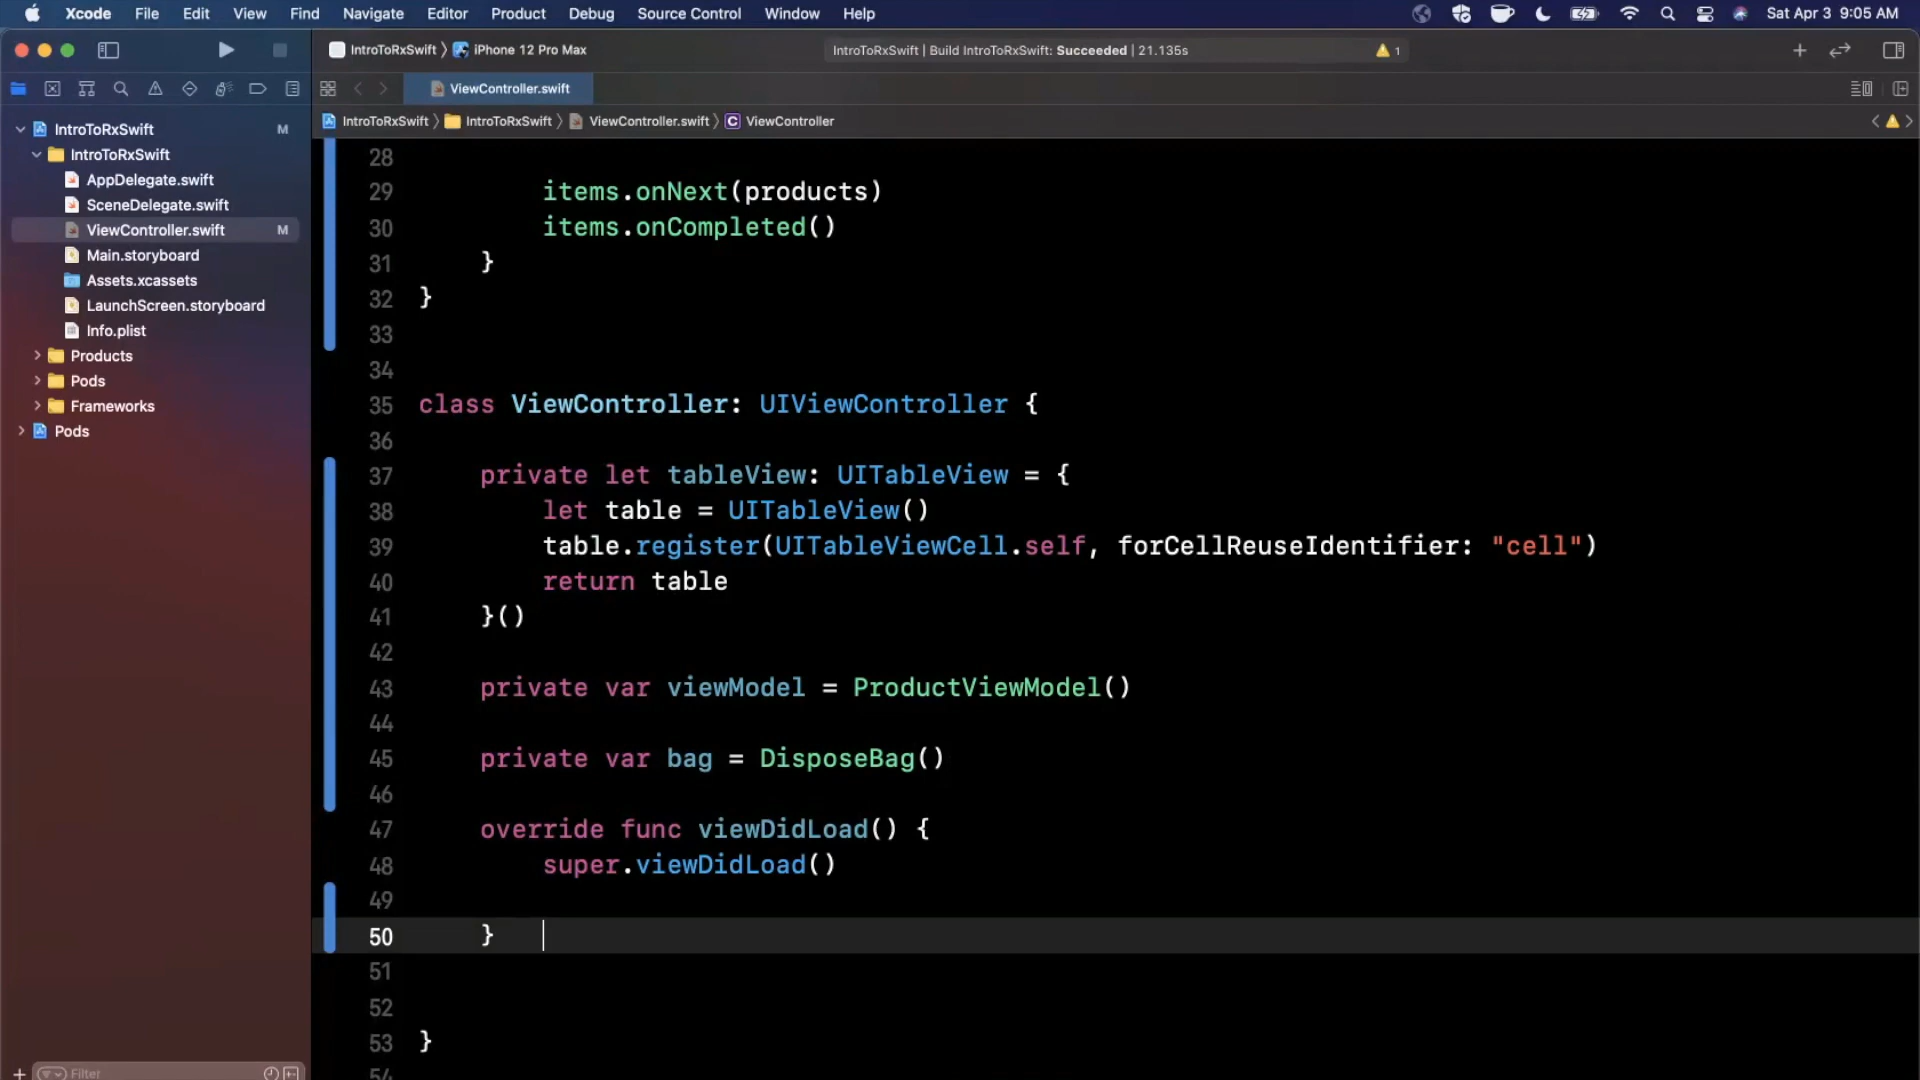 Xcode File Edit View Find Navigate Editor Product Debug Source Control Window Help Sat Apr 3 9:05 AM
IntroToRxSwift iPhone 12 Pro Max IntroToRxSwift | Build IntroToRxSwift: Succeeded | 21.135s 1
ViewController.swift
IntroToRxSwift IntroToRxSwift ViewController.swift C ViewController
IntroToRxSwift M
IntroToRxSwift
AppDelegate.swift
SceneDelegate.swift
ViewController.swift M
Main.storyboard
Assets.xcassets
LaunchScreen.storyboard
Info.plist
Products
Pods
Frameworks
Pods
Filter
28
29 items.onNext(products)
30 items.onCompleted()
31 }
32 }
33
34
35 class ViewController: UIViewController {
36
37 private let tableView: UITableView = {
38 let table = UITableView()
39 table.register(UITableViewCell.self, forCellReuseIdentifier: "cell")
40 return table
41 }()
42
43 private var viewModel = ProductViewModel()
44
45 private var bag = DisposeBag()
46
47 override func viewDidLoad() {
48 super.viewDidLoad()
49
50 }
51
52
53 }
54